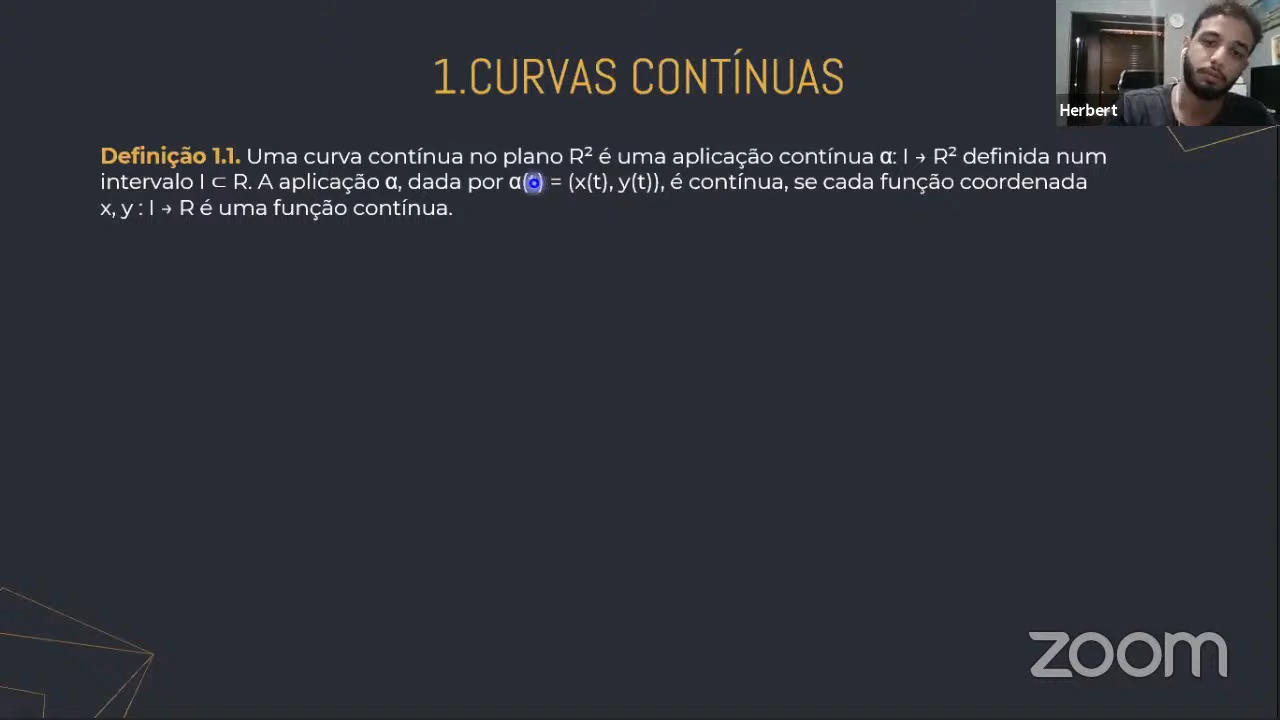 1.CURVAS CONTÍNUAS
Herbert
Definição 1.1. Uma curva contínua no plano R² é uma aplicação contínua α: I → R² definida num
intervalo I ⊂ R. A aplicação α, dada por = (x(t), y(t)), é contínua, se cada função coordenada
x, y : I → R é uma função contínua.
zoom